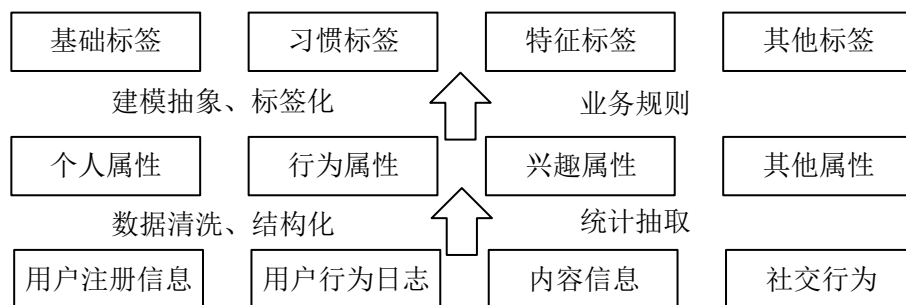 基础标签 习惯标签 特征标签 其他标签
建模抽象、标签化 业务规则
个人属性 行为属性 兴趣属性 其他属性
数据清洗、结构化 统计抽取
用户注册信息 用户行为日志 内容信息 社交行为